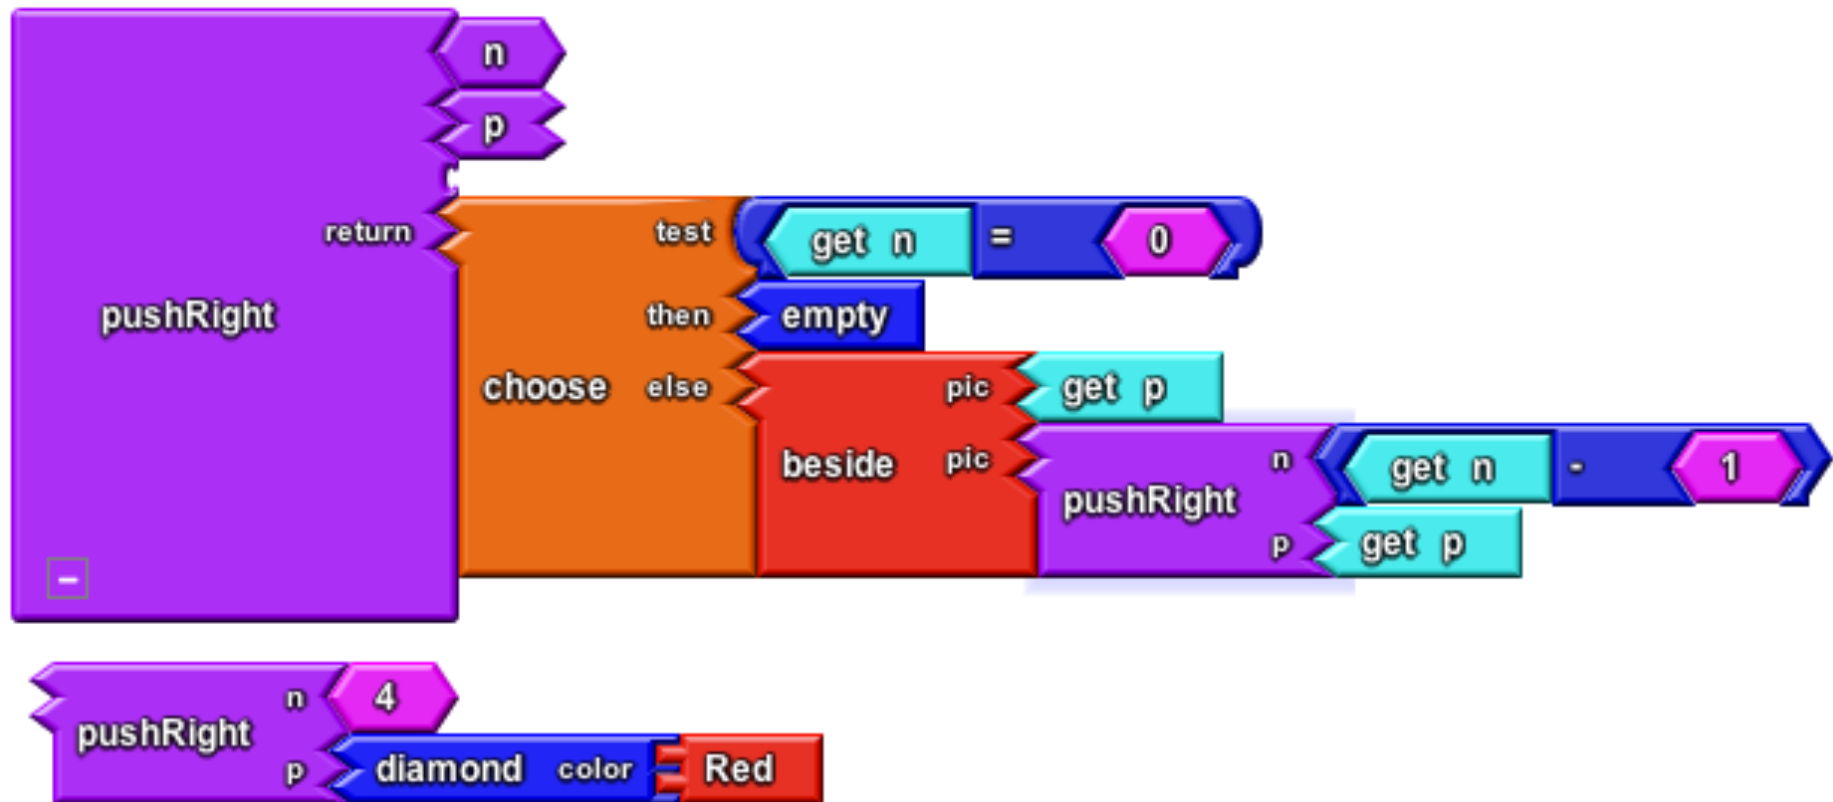 n
p
return test get n = 0
pushRight then empty
choose else pic get p
beside pic pushRight n get n - 1
p get p
−
pushRight n 4
p diamond color Red